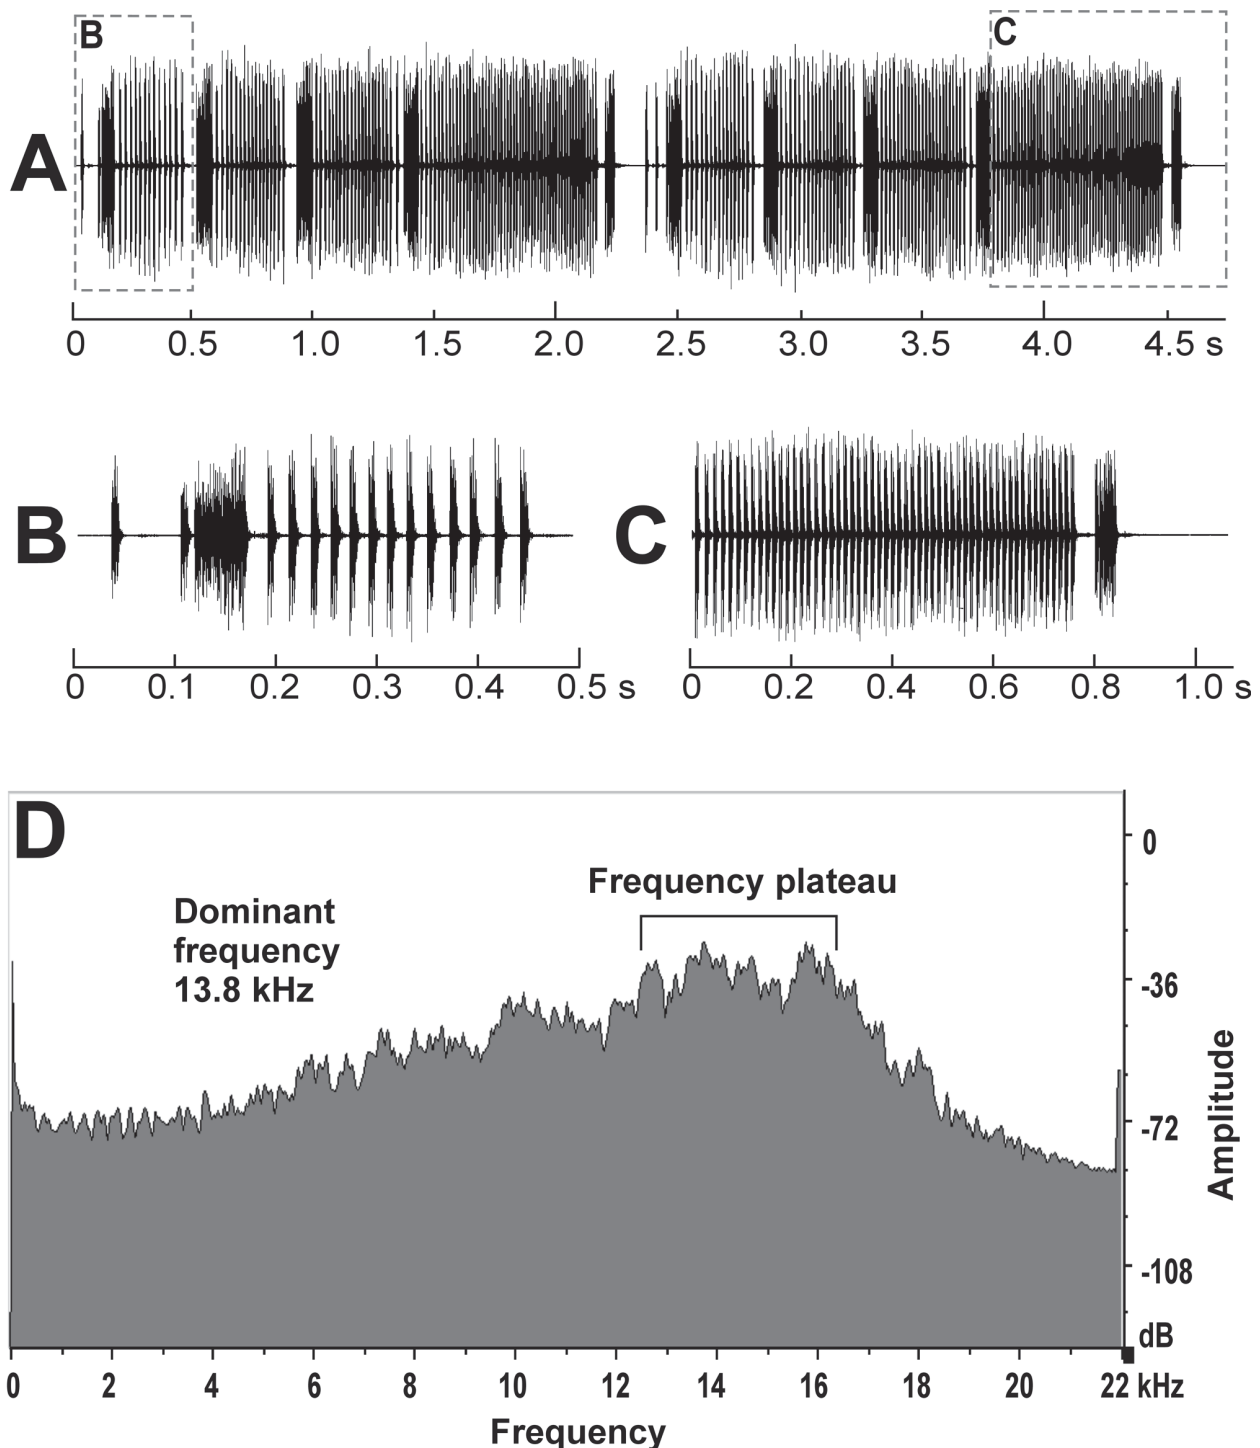 B
C
A
0 0.5 1.0 1.5 2.0 2.5 3.0 3.5 4.0 4.5 s
B
C
0 0.1 0.2 0.3 0.4 0.5 s
0 0.2 0.4 0.6 0.8 1.0 s
D
Frequency plateau
Dominant
frequency
13.8 kHz
0
-36
-72
-108
dB
Amplitude
0 2 4 6 8 10 12 14 16 18 20 22 kHz
Frequency